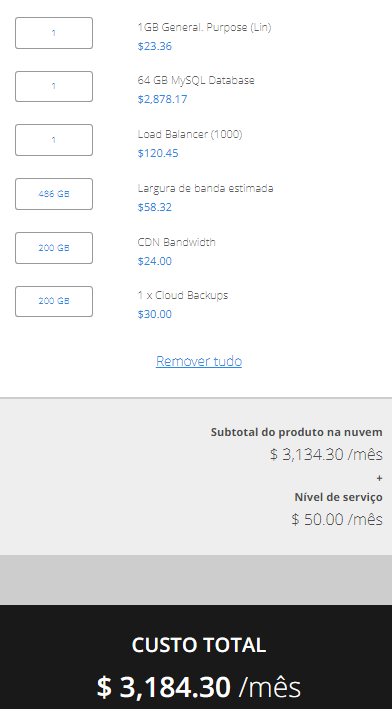 1
1GB General. Purpose (Lin)
$23.36
1
64 GB MySQL Database
$2,878.17
1
Load Balancer (1000)
$120.45
486 GB
Largura de banda estimada
$58.32
200 GB
CDN Bandwidth
$24.00
200 GB
1 x Cloud Backups
$30.00
Remover tudo
Subtotal do produto na nuvem
$ 3,134.30 /mês
+
Nível de serviço
$ 50.00 /mês
CUSTO TOTAL
$ 3,184.30 /mês